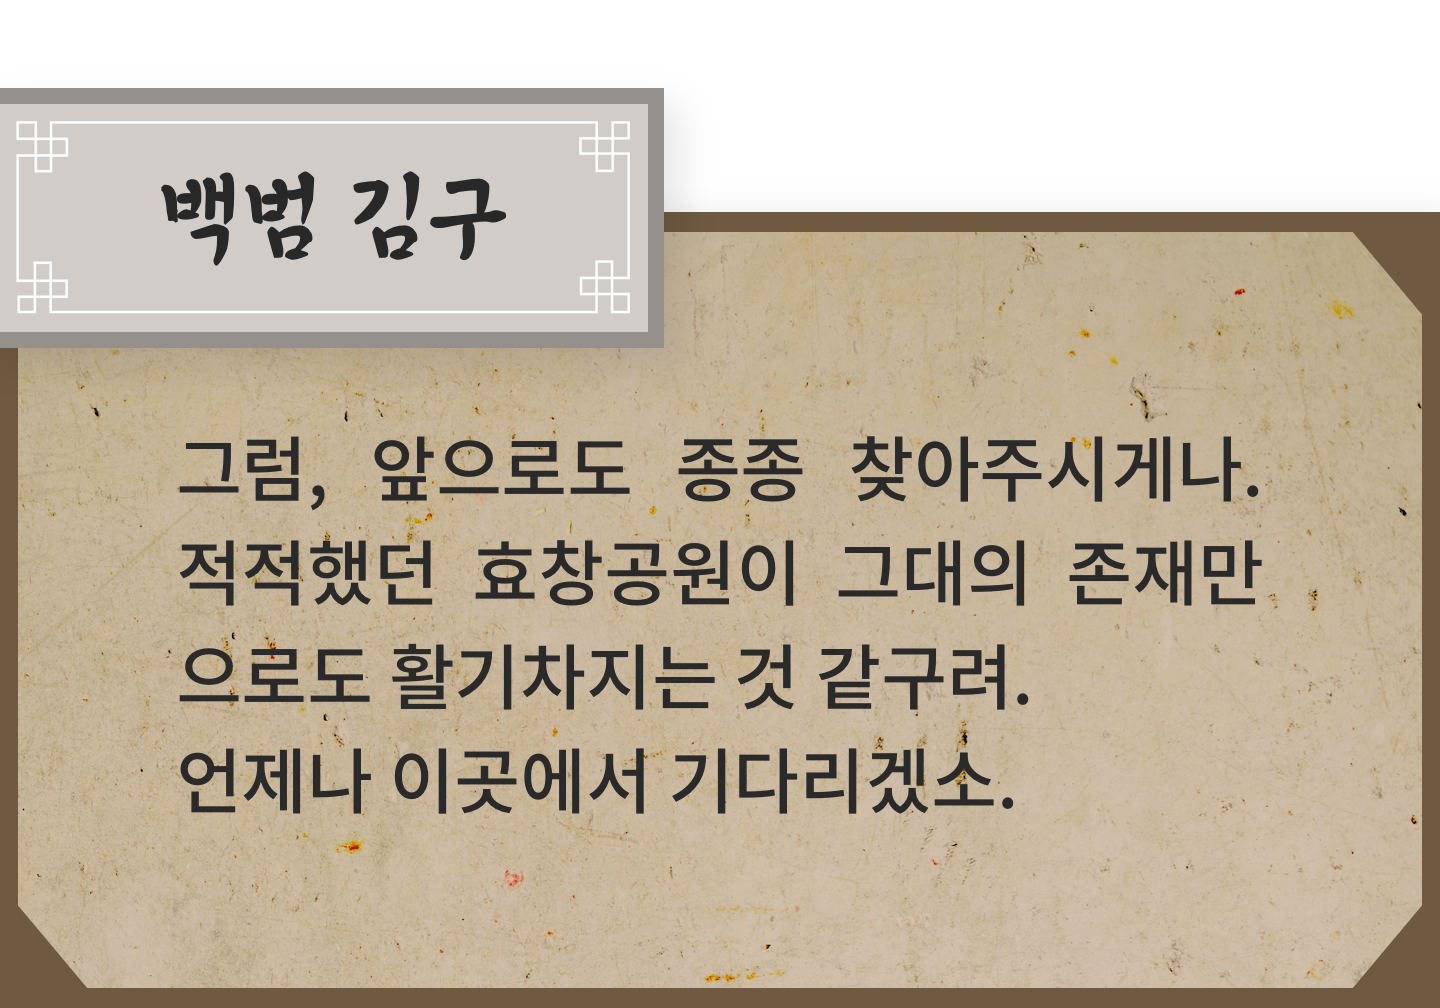 백범 김구
그럼, 앞으로도 종종 찾아주시게나.
적적했던 효창공원이 그대의 존재만
으로도 활기차지는 것 같구려.
언제나 이곳에서 기다리겠소.